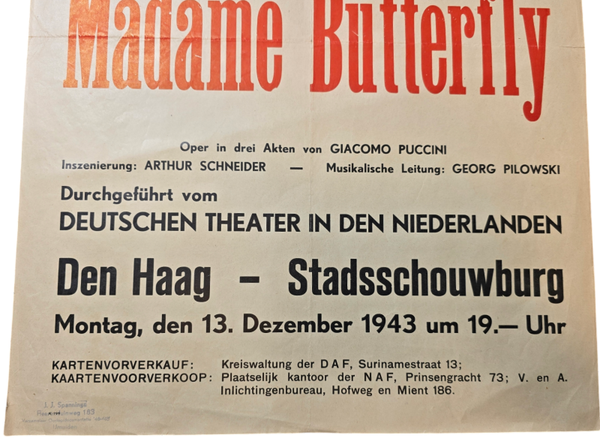 Madame Butterfly
Oper in drei Akten von GIACOMO PUCCINI
Inszenierung: ARTHUR SCHNEIDER — Musikalische Leitung: GEORG PILOWSKI
Durchgeführt vom
DEUTSCHEN THEATER IN DEN NIEDERLANDEN
Den Haag – Stadsschouwburg
Montag, den 13. Dezember 1943 um 19.— Uhr
KARTENVORVERKAUF: Kreiswaltung der DAF, Surinamestraat 13;
KAARTENVOORVERKOOP: Plaatselijk kantoor der NAF, Prinsengracht 73; V. en A.
Inlichtingenbureau, Hofweg en Mient 186.
183